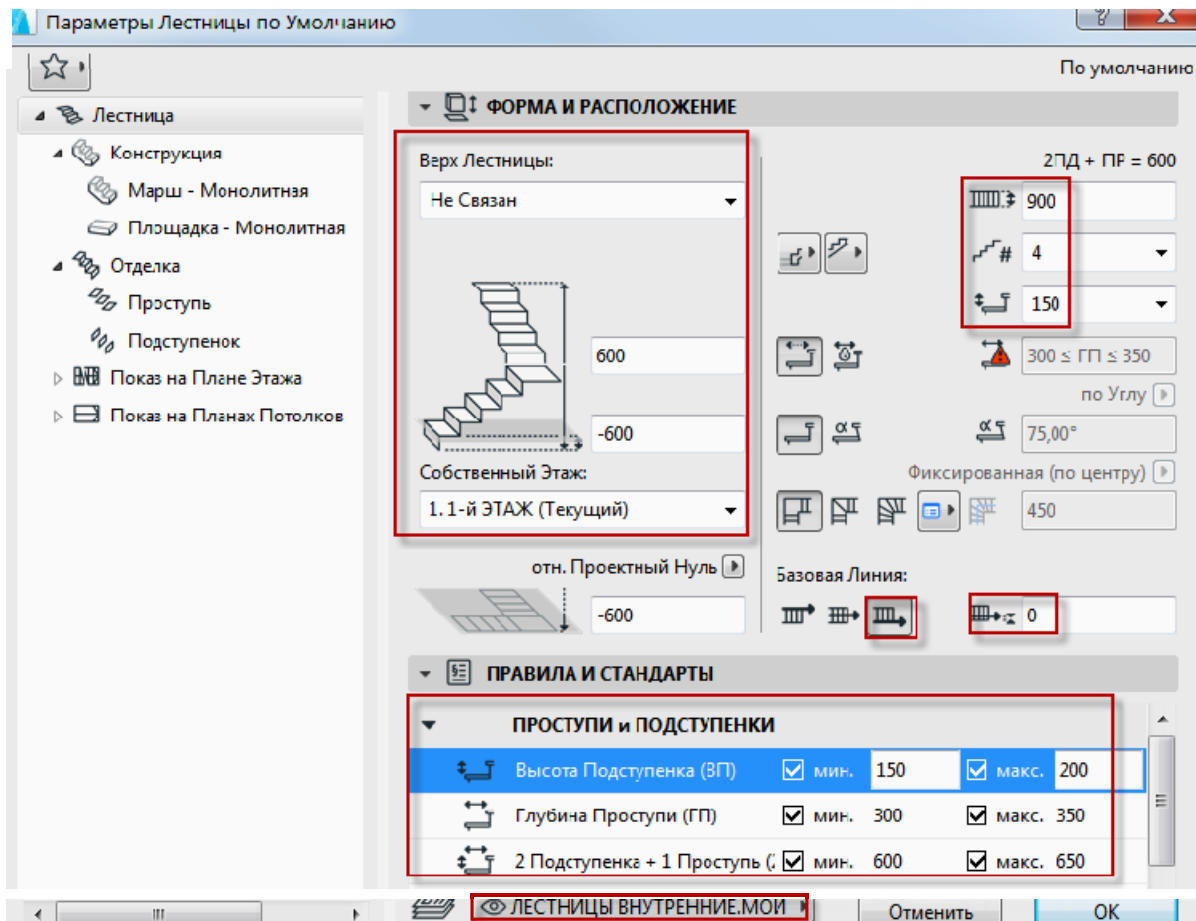 Параметры Лестницы по Умолчанию
? X
По умолчанию
Лестница
Конструкция
Марш - Монолитная
Площадка - Монолитная
Отделка
Проступь
Подступенок
Показ на Плане Этажа
Показ на Планах Потолков
ФОРМА И РАСПОЛОЖЕНИЕ
Верх Лестницы:
Не Связан
600
-600
Собственный Этаж:
1. 1-й ЭТАЖ (Текущий)
отн. Проектный Нуль
-600
2ПД + ПР = 600
900
# 4
150
300 ≤ ГП ≤ 350
по Углу
α α 75,00°
Фиксированная (по центру)
450
Базовая Линия:
0
ПРАВИЛА И СТАНДАРТЫ
ПРОСТУПИ и ПОДСТУПЕНКИ
Высота Подступенка (ВП) мин. 150 макс. 200
Глубина Проступи (ГП) мин. 300 макс. 350
2 Подступенка + 1 Проступь (2 мин. 600 макс. 650
ЛЕСТНИЦЫ ВНУТРЕННИЕ.МОИ
Отменить
OK